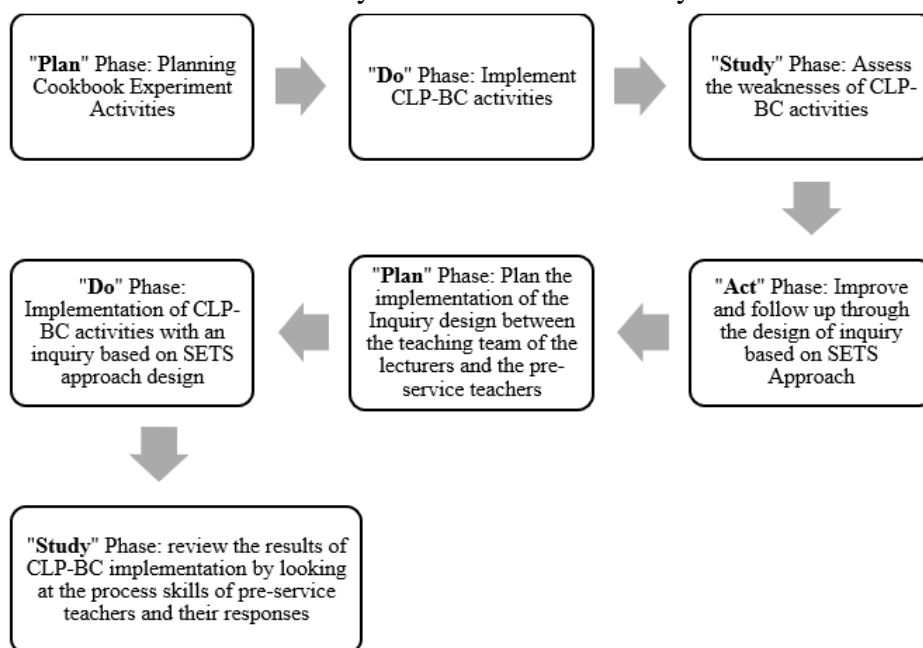 "Plan" Phase: Planning
Cookbook Experiment
Activities
"Do" Phase: Implement
CLP-BC activities
"Study" Phase: Assess
the weaknesses of CLP-
BC activities
"Act" Phase: Improve
and follow up through
the design of inquiry
based on SETS
Approach
"Plan" Phase: Plan the
implementation of the
Inquiry design between
the teaching team of the
lecturers and the pre-
service teachers
"Do" Phase:
Implementation of CLP-
BC activities with an
inquiry based on SETS
approach design
"Study" Phase: review the results of
CLP-BC implementation by looking
at the process skills of pre-service
teachers and their responses